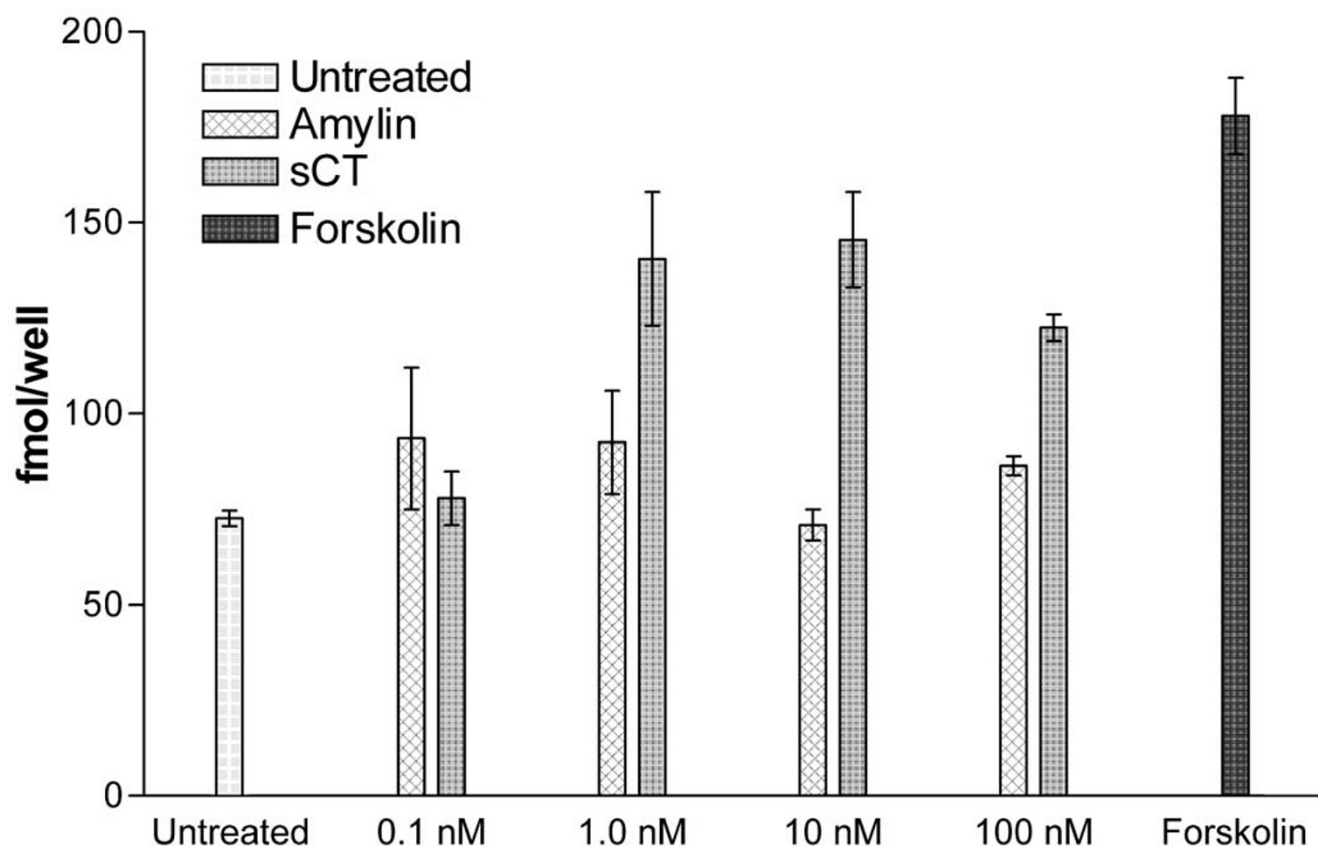 200
150
100
50
0
fmol/well
Untreated
Amylin
sCT
Forskolin
Untreated 0.1 nM 1.0 nM 10 nM 100 nM Forskolin